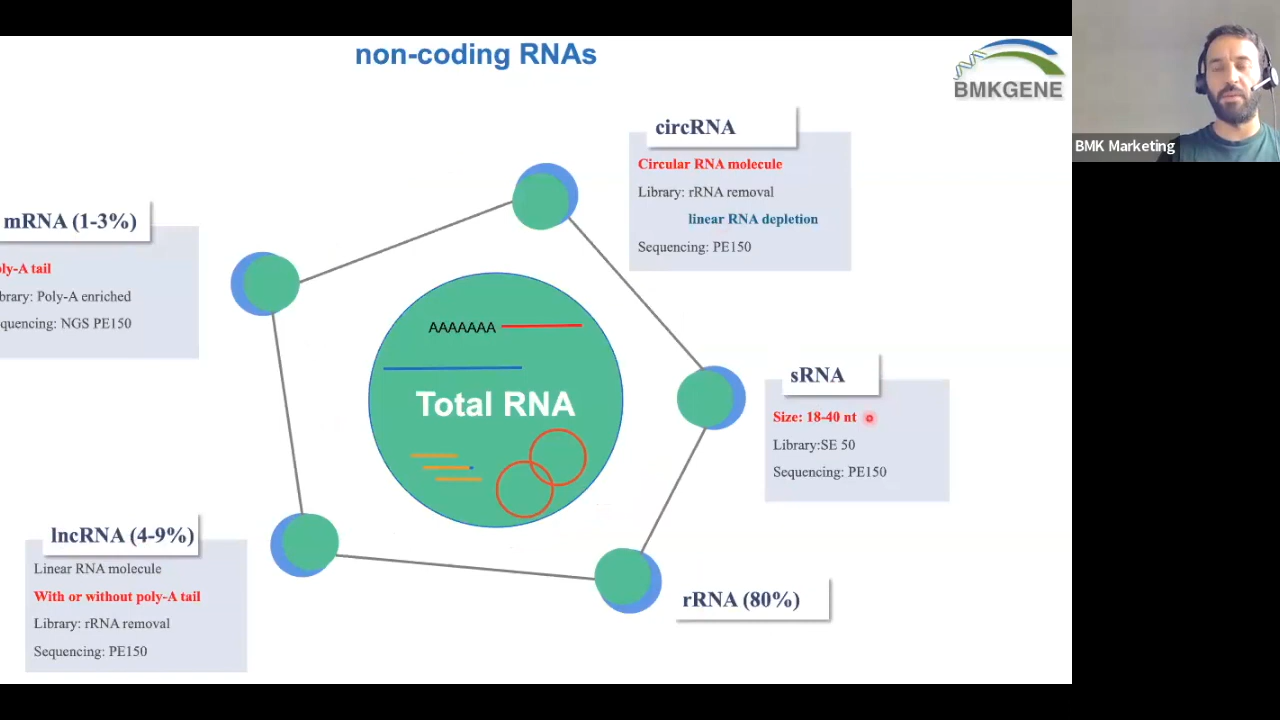 non-coding RNAs
BMKGENE
BMK Marketing
circRNA
Circular RNA molecule
Library: rRNA removal
linear RNA depletion
Sequencing: PE150
mRNA (1-3%)
oly-A tail
brary: Poly-A enriched
quencing: NGS PE150
AAAAAAA
Total RNA
sRNA
Size: 18-40 nt
Library:SE 50
Sequencing: PE150
lncRNA (4-9%)
Linear RNA molecule
With or without poly-A tail
Library: rRNA removal
Sequencing: PE150
rRNA (80%)